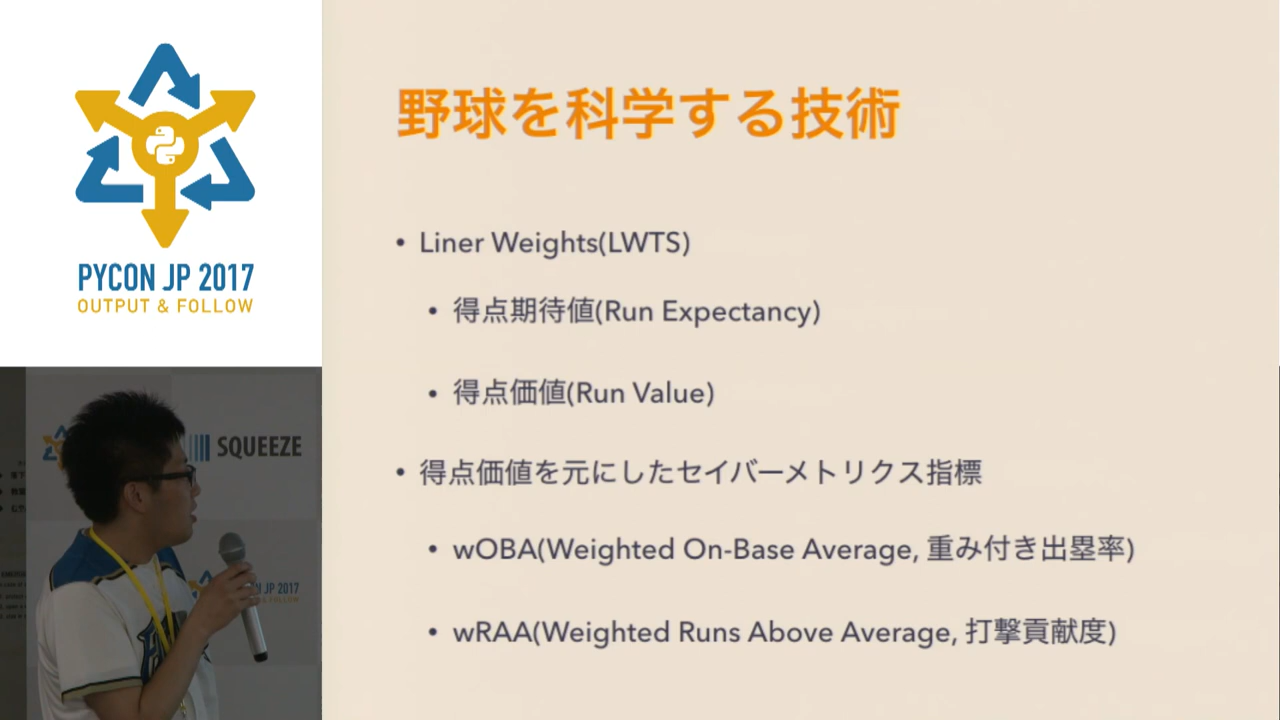 PYCON JP 2017
OUTPUT & FOLLOW
野球を科学する技術
• Liner Weights(LWTS)
• 得点期待値(Run Expectancy)
• 得点価値(Run Value)
• 得点価値を元にしたセイバーメトリクス指標
• wOBA(Weighted On-Base Average, 重み付き出塁率)
• wRAA(Weighted Runs Above Average, 打撃貢献度)
SQUEEZE
JP 2017